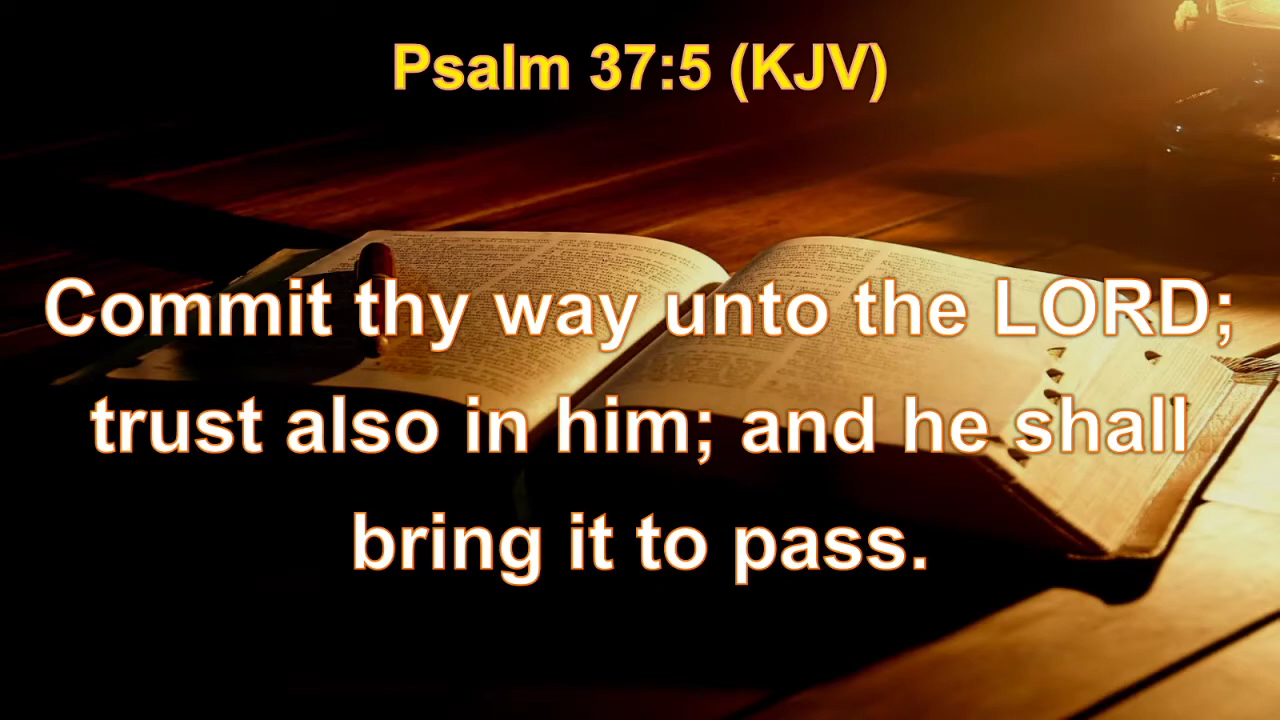 Psalm 37:5 (KJV)
Commit thy way unto the LORD;
trust also in him; and he shall
bring it to pass.